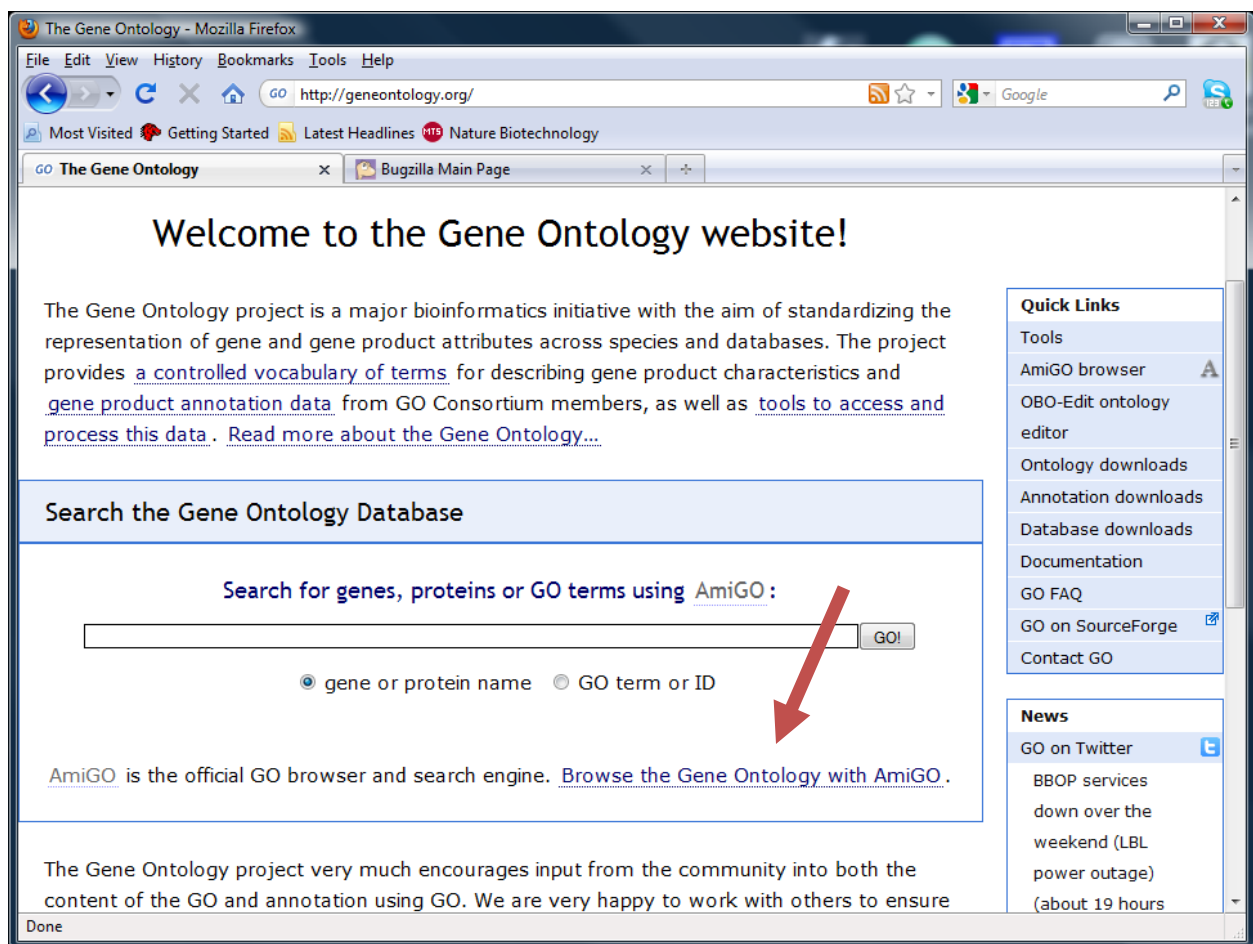 The Gene Ontology - Mozilla Firefox
File Edit View History Bookmarks Tools Help
GO http://geneontology.org/ Google
Most Visited Getting Started Latest Headlines MTS Nature Biotechnology
GO The Gene Ontology Bugzilla Main Page
Welcome to the Gene Ontology website!
The Gene Ontology project is a major bioinformatics initiative with the aim of standardizing the
representation of gene and gene product attributes across species and databases. The project
provides a controlled vocabulary of terms for describing gene product characteristics and
gene product annotation data from GO Consortium members, as well as tools to access and
process this data. Read more about the Gene Ontology...
Search the Gene Ontology Database
Search for genes, proteins or GO terms using AmiGO:
GO!
gene or protein name GO term or ID
AmiGO is the official GO browser and search engine. Browse the Gene Ontology with AmiGO.
The Gene Ontology project very much encourages input from the community into both the
content of the GO and annotation using GO. We are very happy to work with others to ensure
Quick Links
Tools
AmiGO browser A
OBO-Edit ontology
editor
Ontology downloads
Annotation downloads
Database downloads
Documentation
GO FAQ
GO on SourceForge
Contact GO
News
GO on Twitter t
BBOP services
down over the
weekend (LBL
power outage)
(about 19 hours
Done